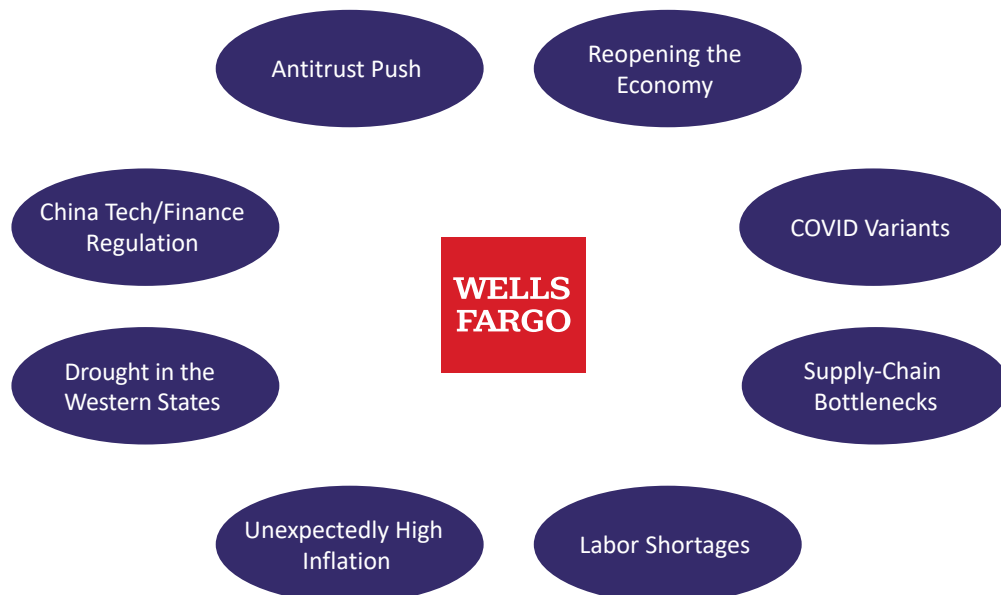 Antitrust Push
Reopening the
Economy
China Tech/Finance
Regulation
COVID Variants
WELLS
FARGO
Drought in the
Western States
Supply-Chain
Bottlenecks
Unexpectedly High
Inflation
Labor Shortages